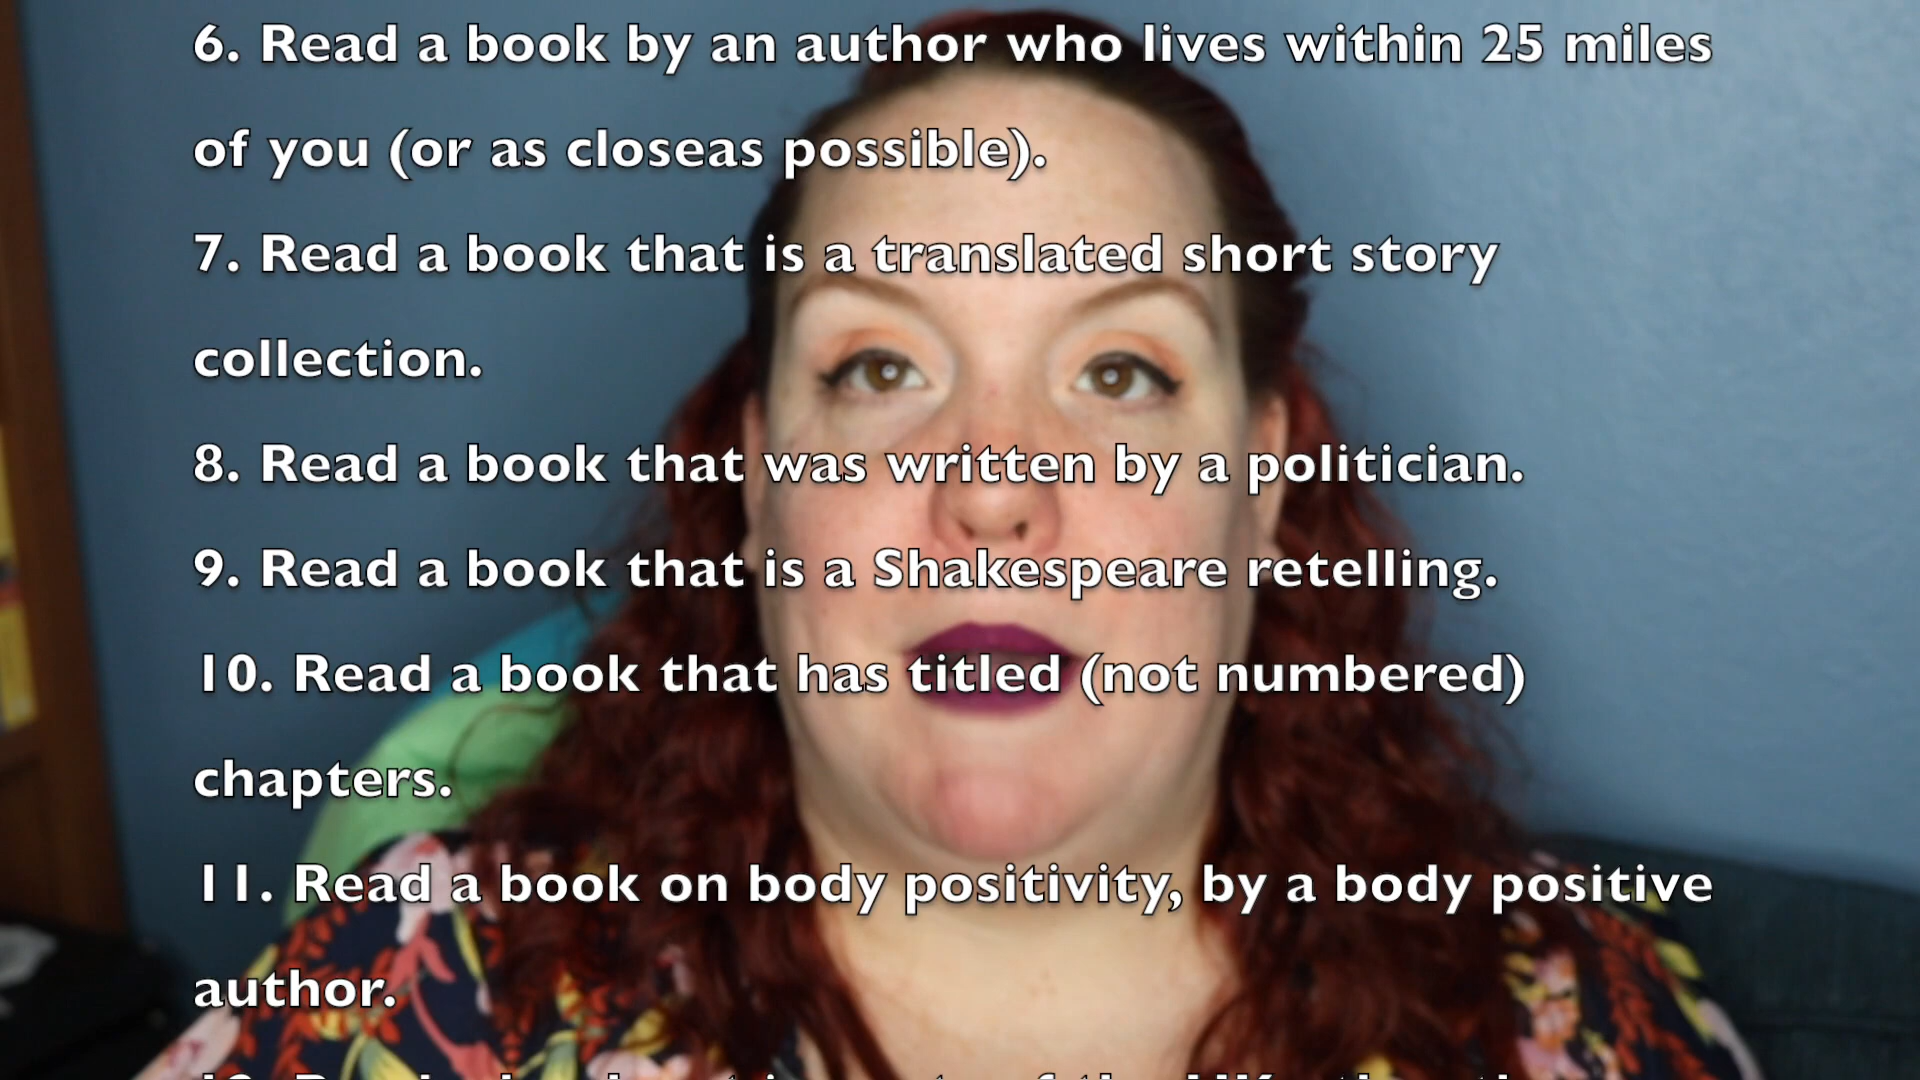 6. Read a book by an author who lives within 25 miles
of you (or as closeas possible).
7. Read a book that is a translated short story
collection.
8. Read a book that was written by a politician.
9. Read a book that is a Shakespeare retelling.
10. Read a book that has titled (not numbered)
chapters.
11. Read a book on body positivity, by a body positive
author.